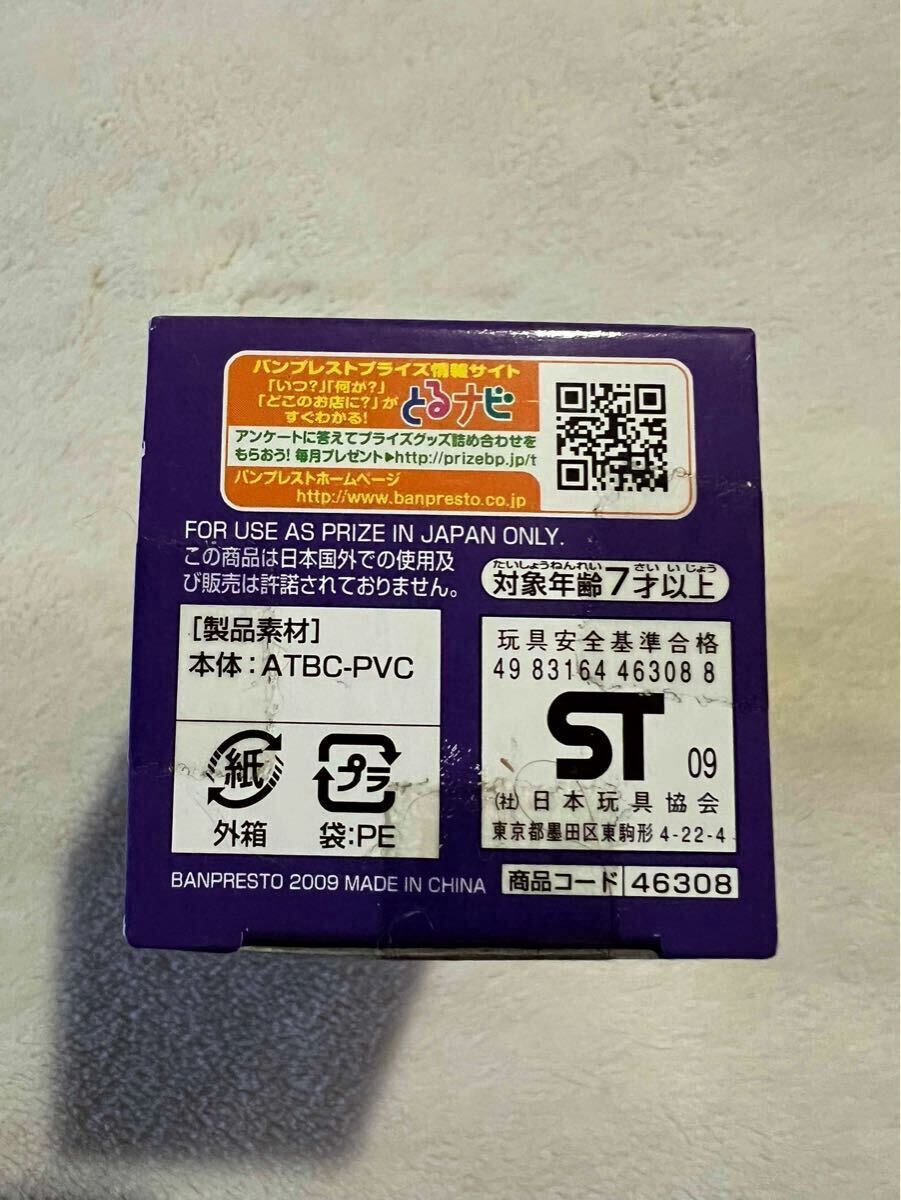 バンプレストプライズ情報サイト
「いつ?」「何が?」
「どこのお店に?」が
すぐわかる!
とるナビ
アンケートに答えてプライズグッズ詰め合わせを
もらおう! 毎月プレゼント▶http://prizebp.jp/t
バンプレストホームページ
http://www.banpresto.co.jp
FOR USE AS PRIZE IN JAPAN ONLY.
この商品は日本国外での使用及
び販売は許諾されておりません。
たいしょうねんれい さいいじょう
対象年齢7才以上
[製品素材]
本体:ATBC-PVC
紙
外箱
プラ
袋:PE
玩具安全基準合格
49 83164 46308 8
ST 09
(社)日本玩具協会
東京都墨田区東駒形4-22-4
BANPRESTO 2009 MADE IN CHINA
商品コード 46308